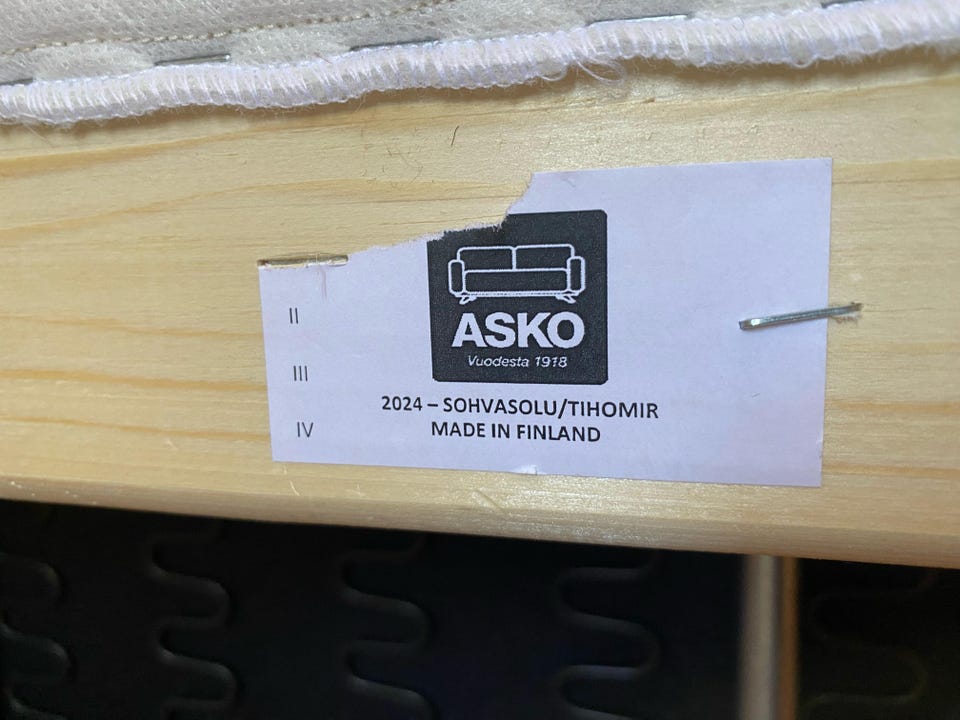 II
III
IV
ASKO
Vuodesta 1918
2024 – SOHVASOLU/TIHOMIR
MADE IN FINLAND